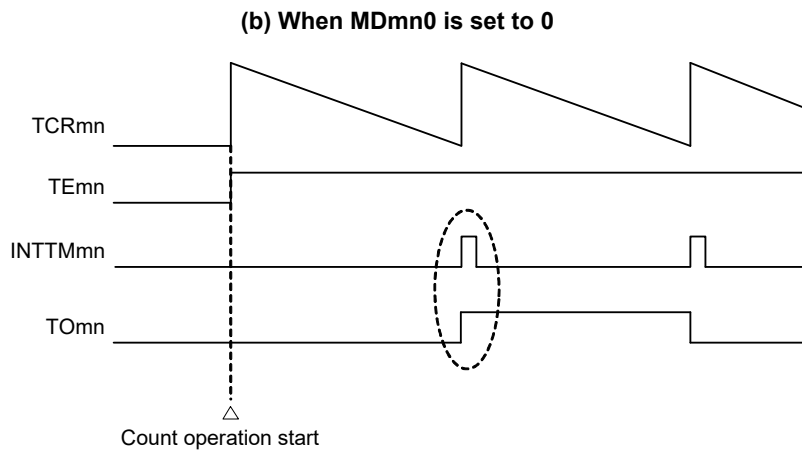 (b) When MDmn0 is set to 0
TCRmn
TEmn
INTTMmn
TOmn
Count operation start